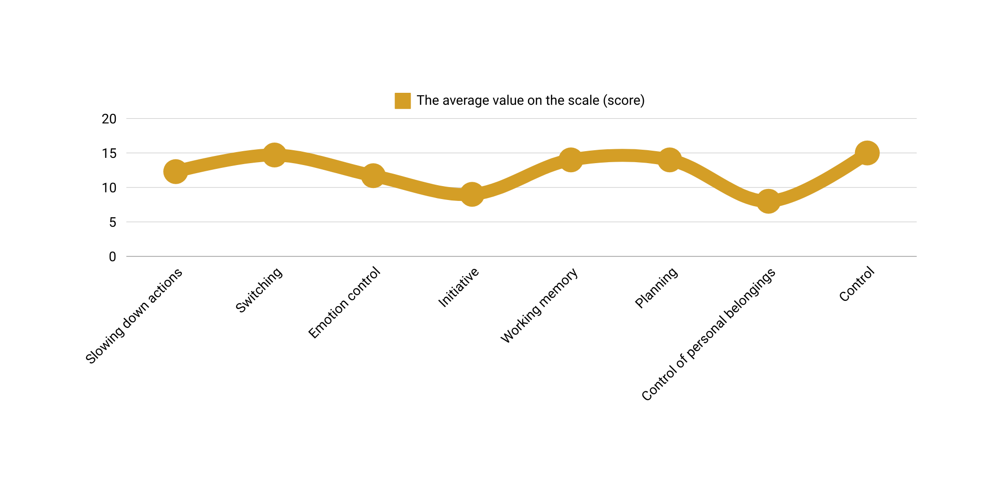 The average value on the scale (score)
20
15
10
5
0
Slowing down actions
Switching
Emotion control
Initiative
Working memory
Planning
Control of personal belongings
Control